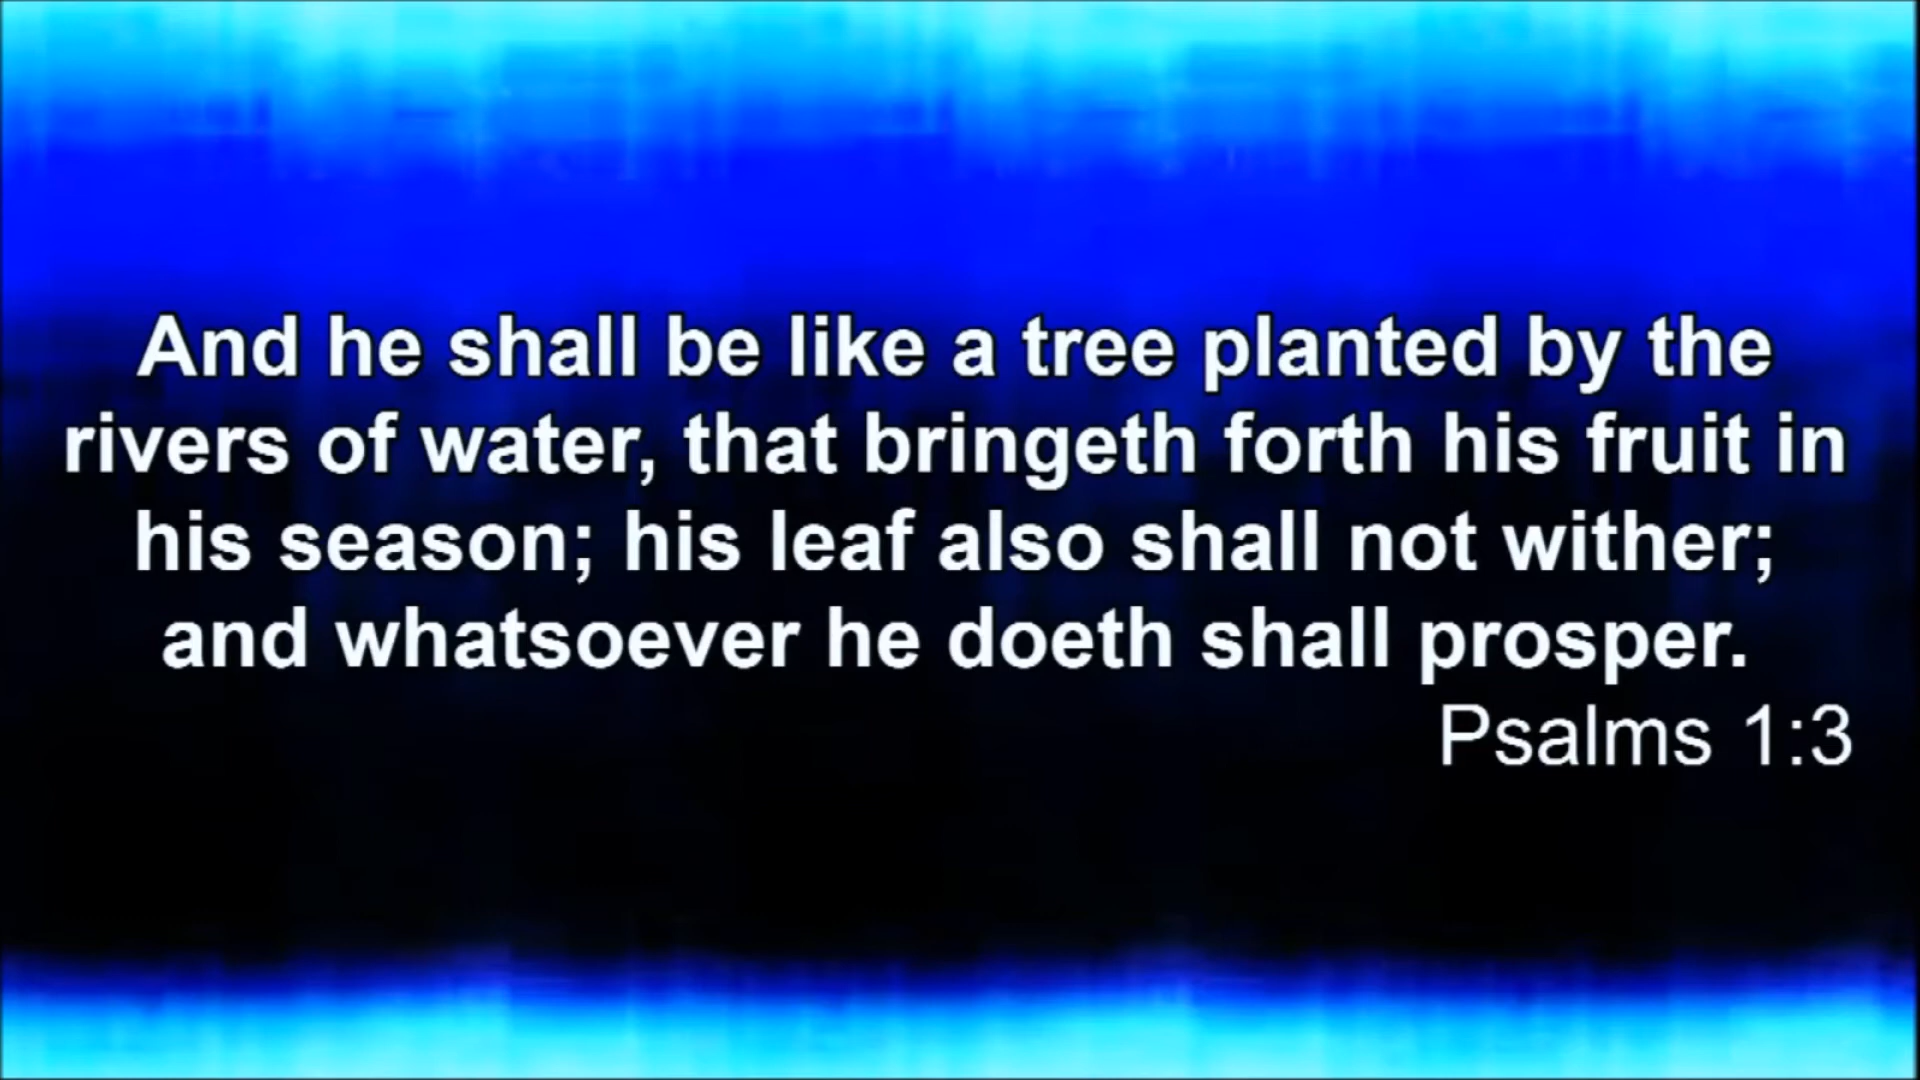 And he shall be like a tree planted by the
rivers of water, that bringeth forth his fruit in
his season; his leaf also shall not wither;
and whatsoever he doeth shall prosper.
Psalms 1:3